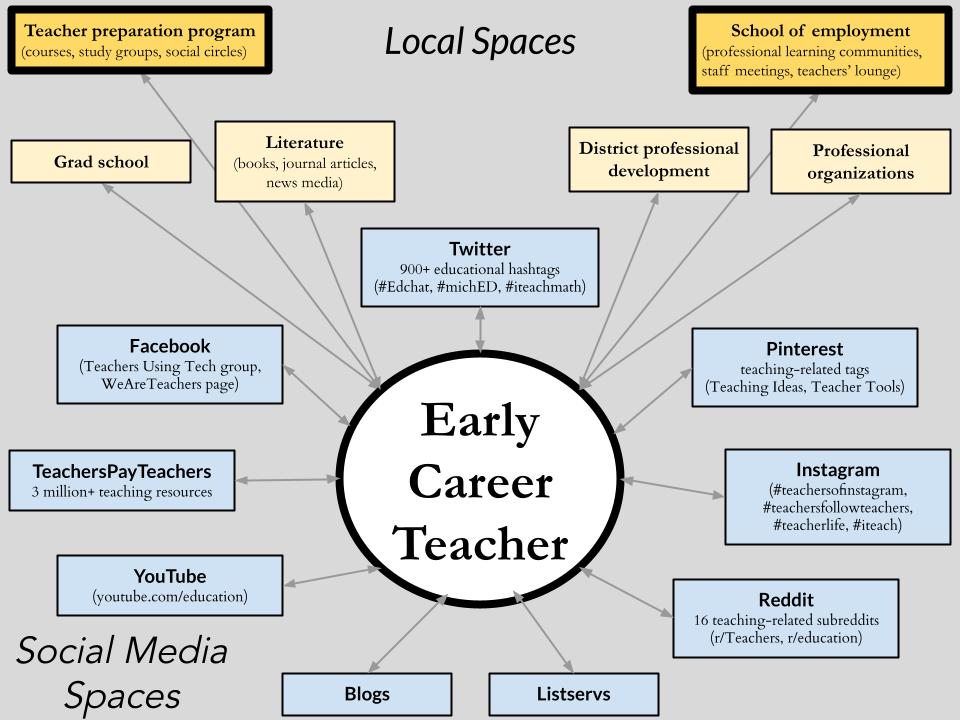 Teacher preparation program
(courses, study groups, social circles)
Local Spaces
School of employment
(professional learning communities,
staff meetings, teachers’ lounge)
Grad school
Literature
(books, journal articles,
news media)
District professional
development
Professional
organizations
Twitter
900+ educational hashtags
(#Edchat, #michED, #iteachmath)
Facebook
(Teachers Using Tech group,
WeAreTeachers page)
Pinterest
teaching-related tags
(Teaching Ideas, Teacher Tools)
Early
Career
Teacher
TeachersPayTeachers
3 million+ teaching resources
Instagram
(#teachersofinstagram,
#teachersfollowteachers,
#teacherlife, #iteach)
YouTube
(youtube.com/education)
Reddit
16 teaching-related subreddits
(r/Teachers, r/education)
Social Media
Spaces
Blogs
Listservs